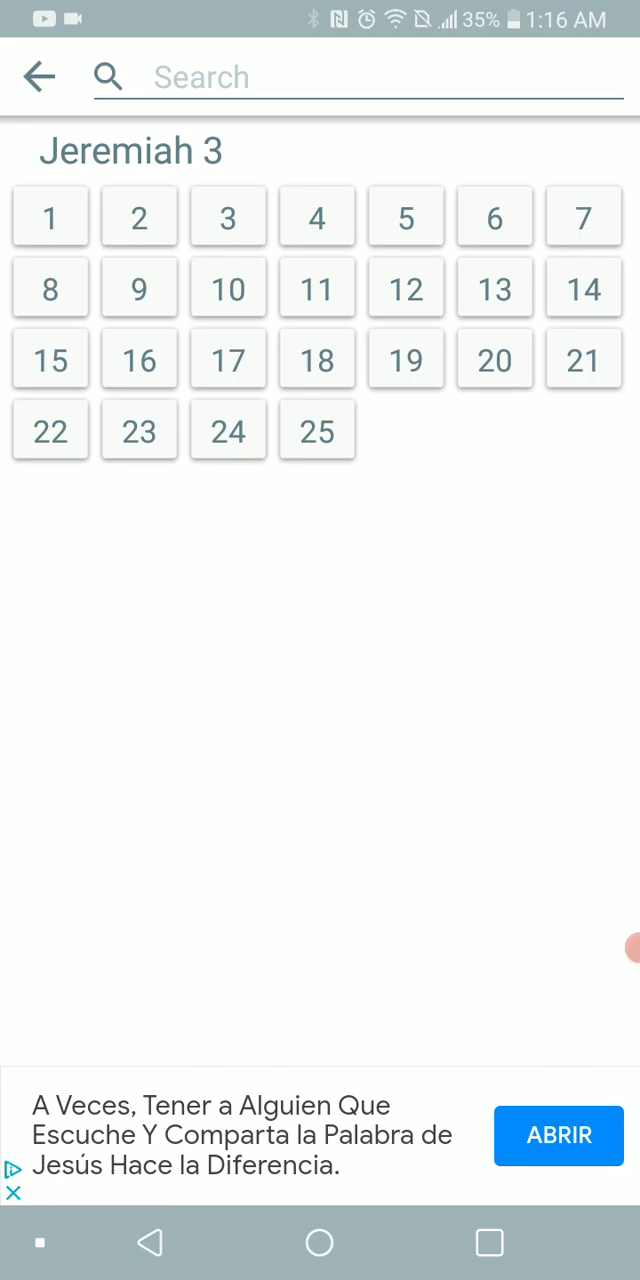 35% 1:16 AM
Search
Jeremiah 3
1 2 3 4 5 6 7
8 9 10 11 12 13 14
15 16 17 18 19 20 21
22 23 24 25
A Veces, Tener a Alguien Que
Escuche Y Comparta la Palabra de
Jesús Hace la Diferencia.
ABRIR